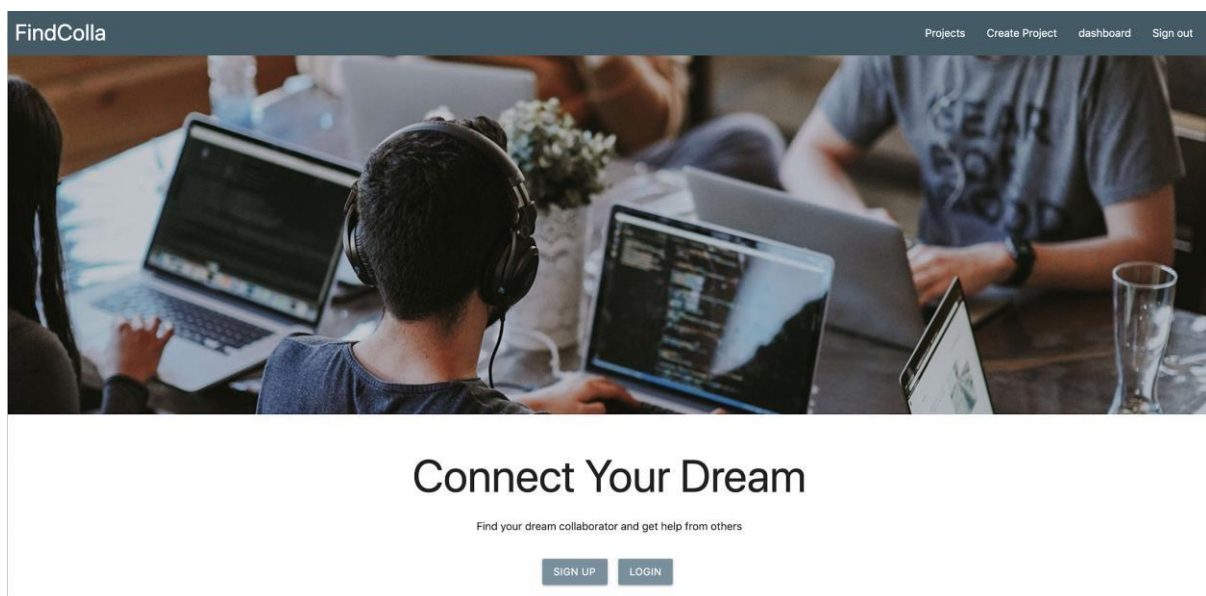 FindColla
Projects Create Project dashboard Sign out
Connect Your Dream
Find your dream collaborator and get help from others
SIGN UP LOGIN